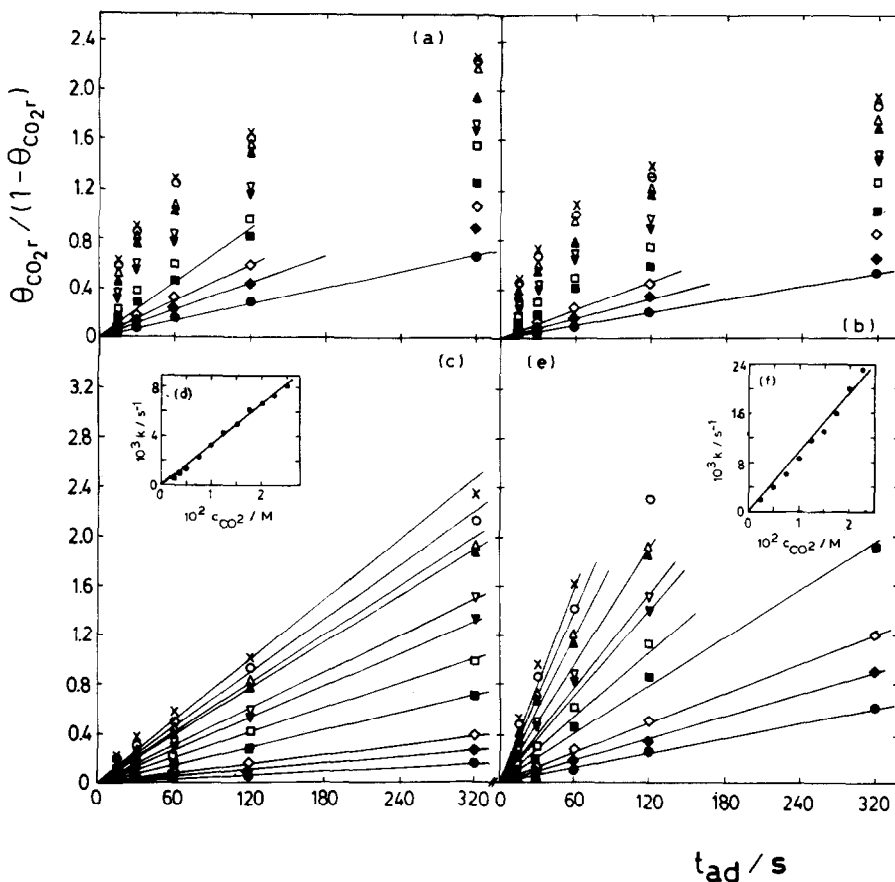 θCO₂r / (1 - θCO₂r)
(a)
2.4
2.0
1.6
1.2
0.8
0.4
0
(b)
(c)
3.2
2.8
2.4
2.0
1.6
1.2
0.8
0.4
0
(d)
10³ k / s⁻¹
8
4
0
0 1 2
10² cCO₂ / M
(e)
(f)
10³ k / s⁻¹
24
16
8
0
0 1 2
10² cCO₂ / M
0 60 120 180 240 320
0 60 120 180 240 320
tad / s